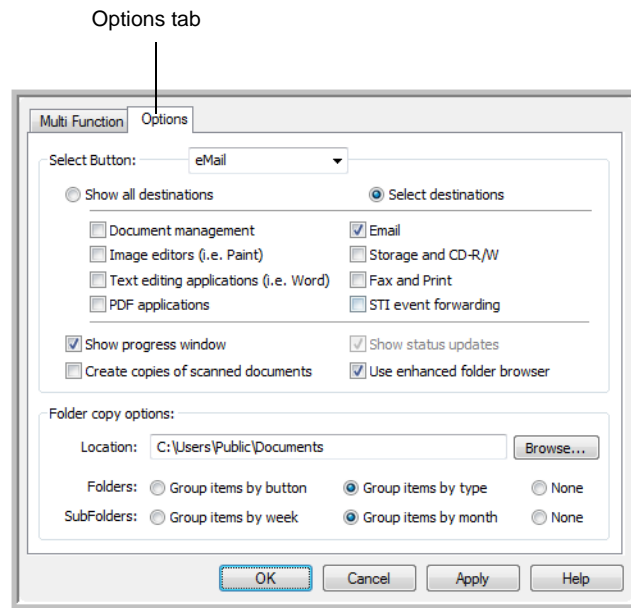 Options tab
Multi Function Options
Select Button: eMail
Show all destinations Select destinations
Document management Email
Image editors (i.e. Paint) Storage and CD-R/W
Text editing applications (i.e. Word) Fax and Print
PDF applications STI event forwarding
Show progress window Show status updates
Create copies of scanned documents Use enhanced folder browser
Folder copy options:
Location: C:\Users\Public\Documents Browse...
Folders: Group items by button Group items by type None
SubFolders: Group items by week Group items by month None
OK Cancel Apply Help